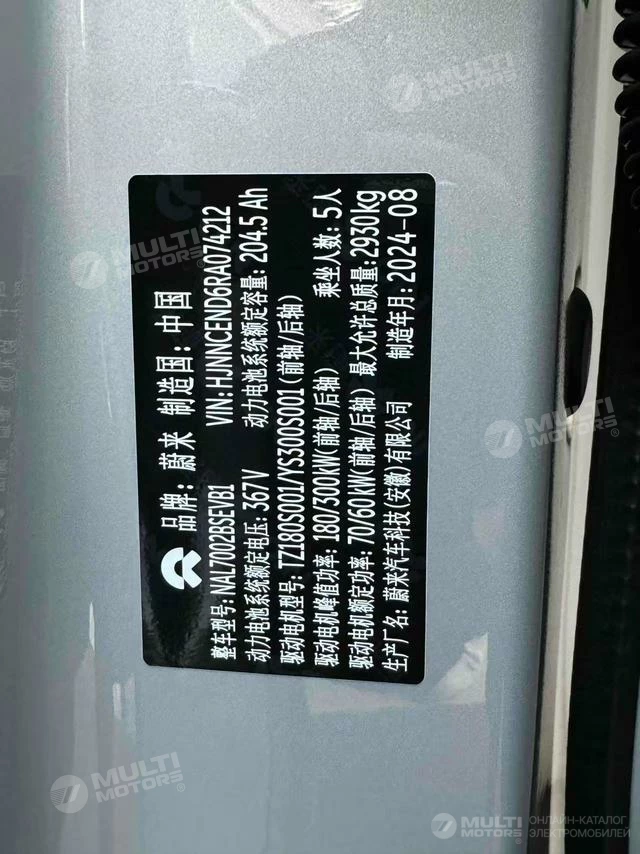 品牌: 蔚来 制造国: 中国
整车型号: NAL7002BSEVB1 VIN: HJNNCEND6RA074212
动力电池系统额定电压: 367V 动力电池系统额定容量: 204.5 Ah
驱动电机型号: TZ180S001/YS300S001(前轴/后轴)
驱动电机峰值功率: 180/300kW(前轴/后轴) 乘坐人数: 5人
驱动电机额定功率: 70/60kW(前轴/后轴) 最大允许总质量: 2930kg
生产厂名: 蔚来汽车科技(安徽)有限公司 制造年月: 2024-08
MULTI
MOTORS
MULTI
MOTORS
MULTI
MOTORS
MULTI
MOTORS
MULTI
MOTORS
ОНЛАЙН-КАТАЛОГ
ЭЛЕКТРОМОБИЛЕЙ